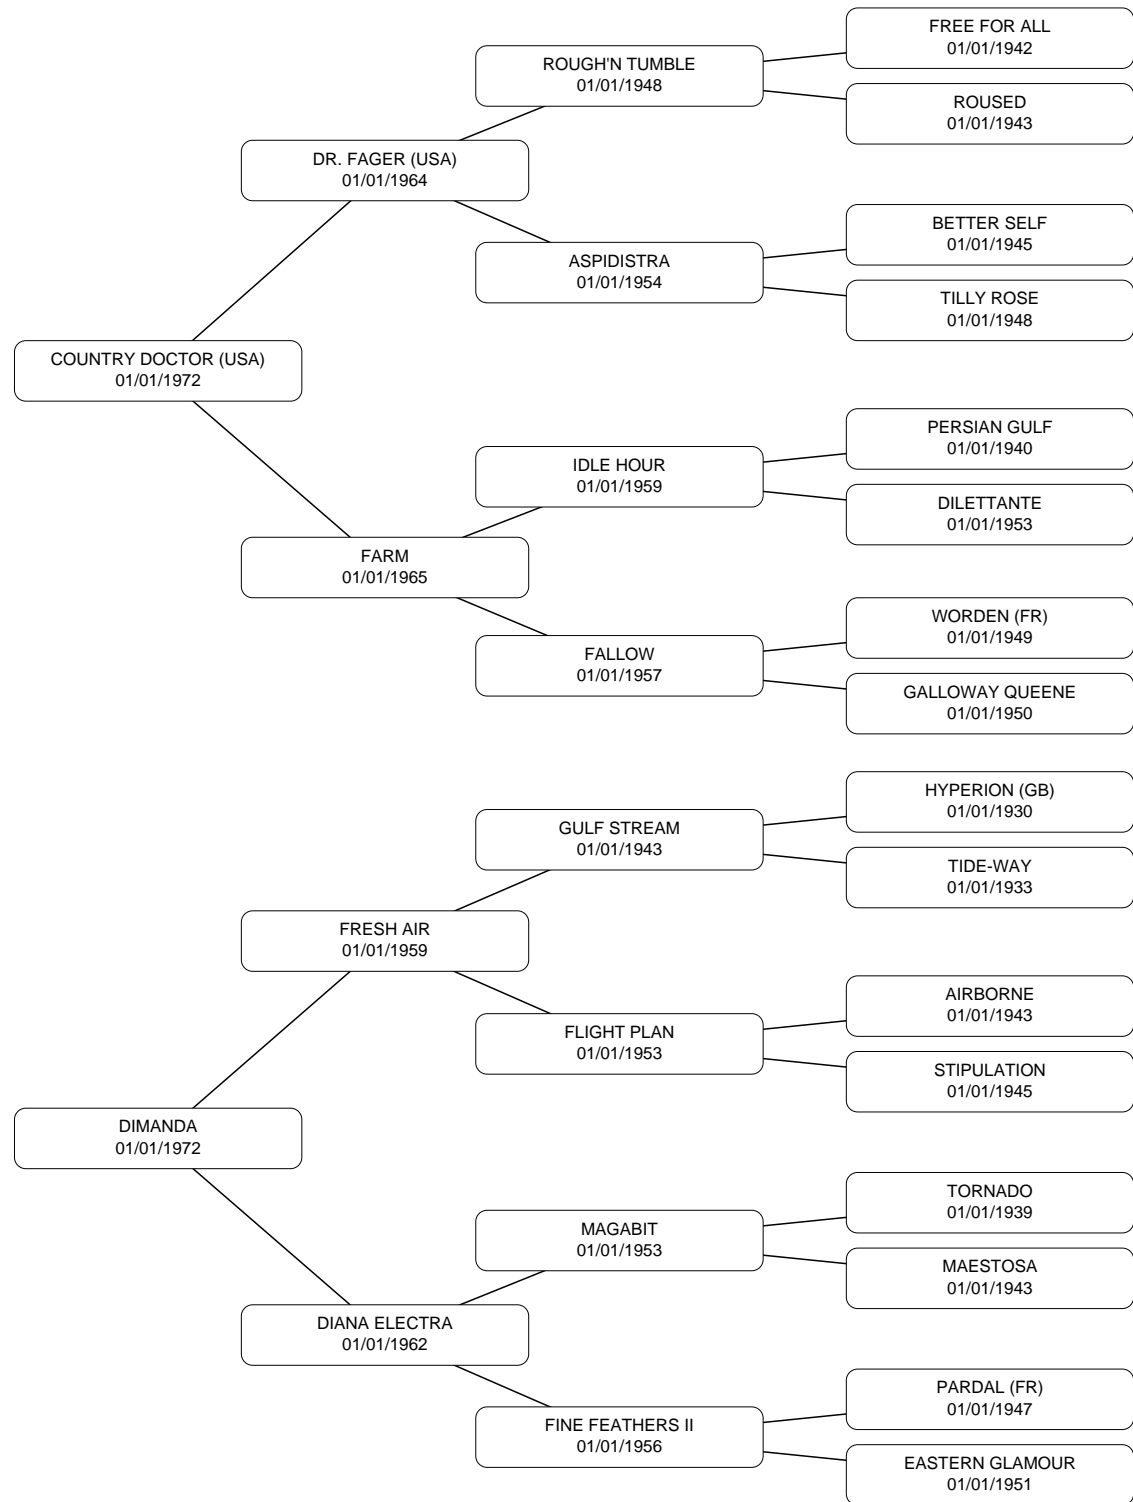 FREE FOR ALL
01/01/1942
ROUGH'N TUMBLE
01/01/1948
ROUSED
01/01/1943
DR. FAGER (USA)
01/01/1964
BETTER SELF
01/01/1945
ASPIDISTRA
01/01/1954
TILLY ROSE
01/01/1948
COUNTRY DOCTOR (USA)
01/01/1972
PERSIAN GULF
01/01/1940
IDLE HOUR
01/01/1959
DILETTANTE
01/01/1953
FARM
01/01/1965
WORDEN (FR)
01/01/1949
FALLOW
01/01/1957
GALLOWAY QUEENE
01/01/1950
HYPERION (GB)
01/01/1930
GULF STREAM
01/01/1943
TIDE-WAY
01/01/1933
FRESH AIR
01/01/1959
AIRBORNE
01/01/1943
FLIGHT PLAN
01/01/1953
STIPULATION
01/01/1945
DIMANDA
01/01/1972
TORNADO
01/01/1939
MAGABIT
01/01/1953
MAESTOSA
01/01/1943
DIANA ELECTRA
01/01/1962
PARDAL (FR)
01/01/1947
FINE FEATHERS II
01/01/1956
EASTERN GLAMOUR
01/01/1951